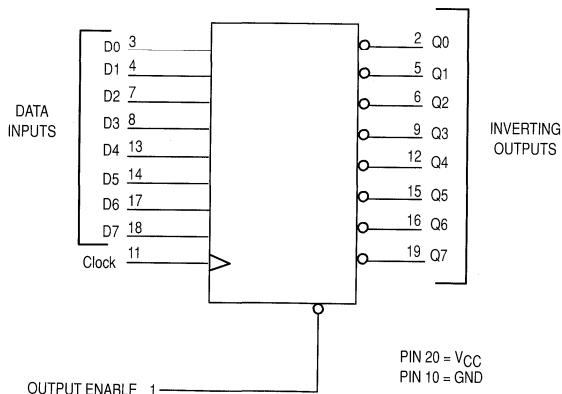 D0 3
D1 4
D2 7
D3 8
D4 13
D5 14
D6 17
D7 18
Clock 11
DATA
INPUTS
2 Q0
5 Q1
6 Q2
9 Q3
12 Q4
15 Q5
16 Q6
19 Q7
INVERTING
OUTPUTS
OUTPUT ENABLE 1
PIN 20 = VCC
PIN 10 = GND